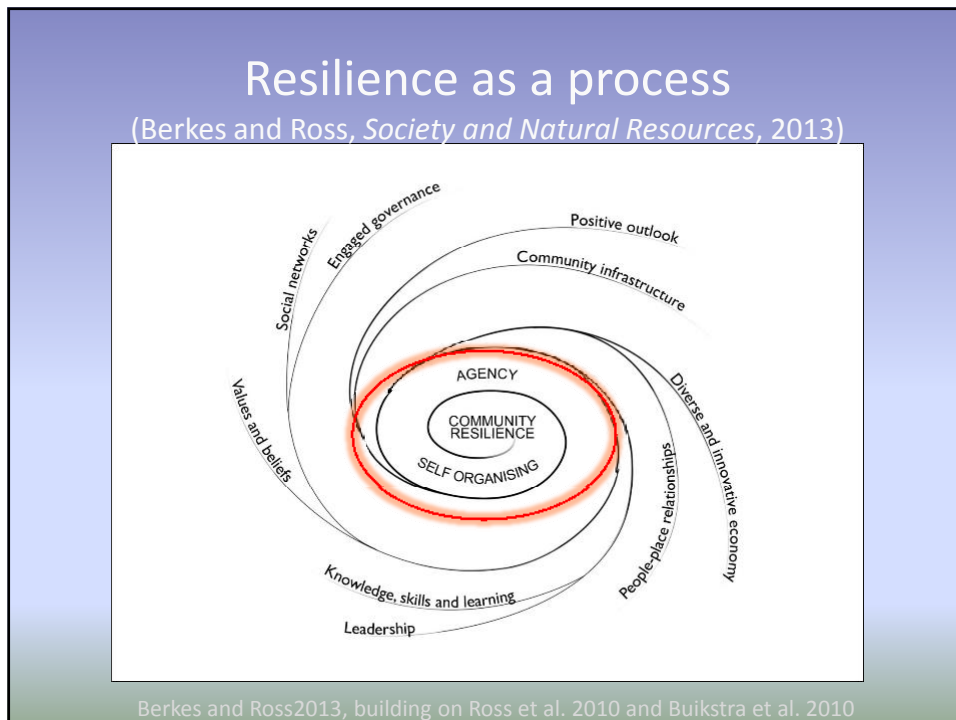 Resilience as a process
(Berkes and Ross, Society and Natural Resources, 2013)
Engaged governance
Social networks
Positive outlook
Community infrastructure
AGENCY
COMMUNITY
RESILIENCE
SELF ORGANISING
Values and beliefs
Diverse and innovative economy
People-place relationships
Knowledge, skills and learning
Leadership
Berkes and Ross2013, building on Ross et al. 2010 and Buikstra et al. 2010